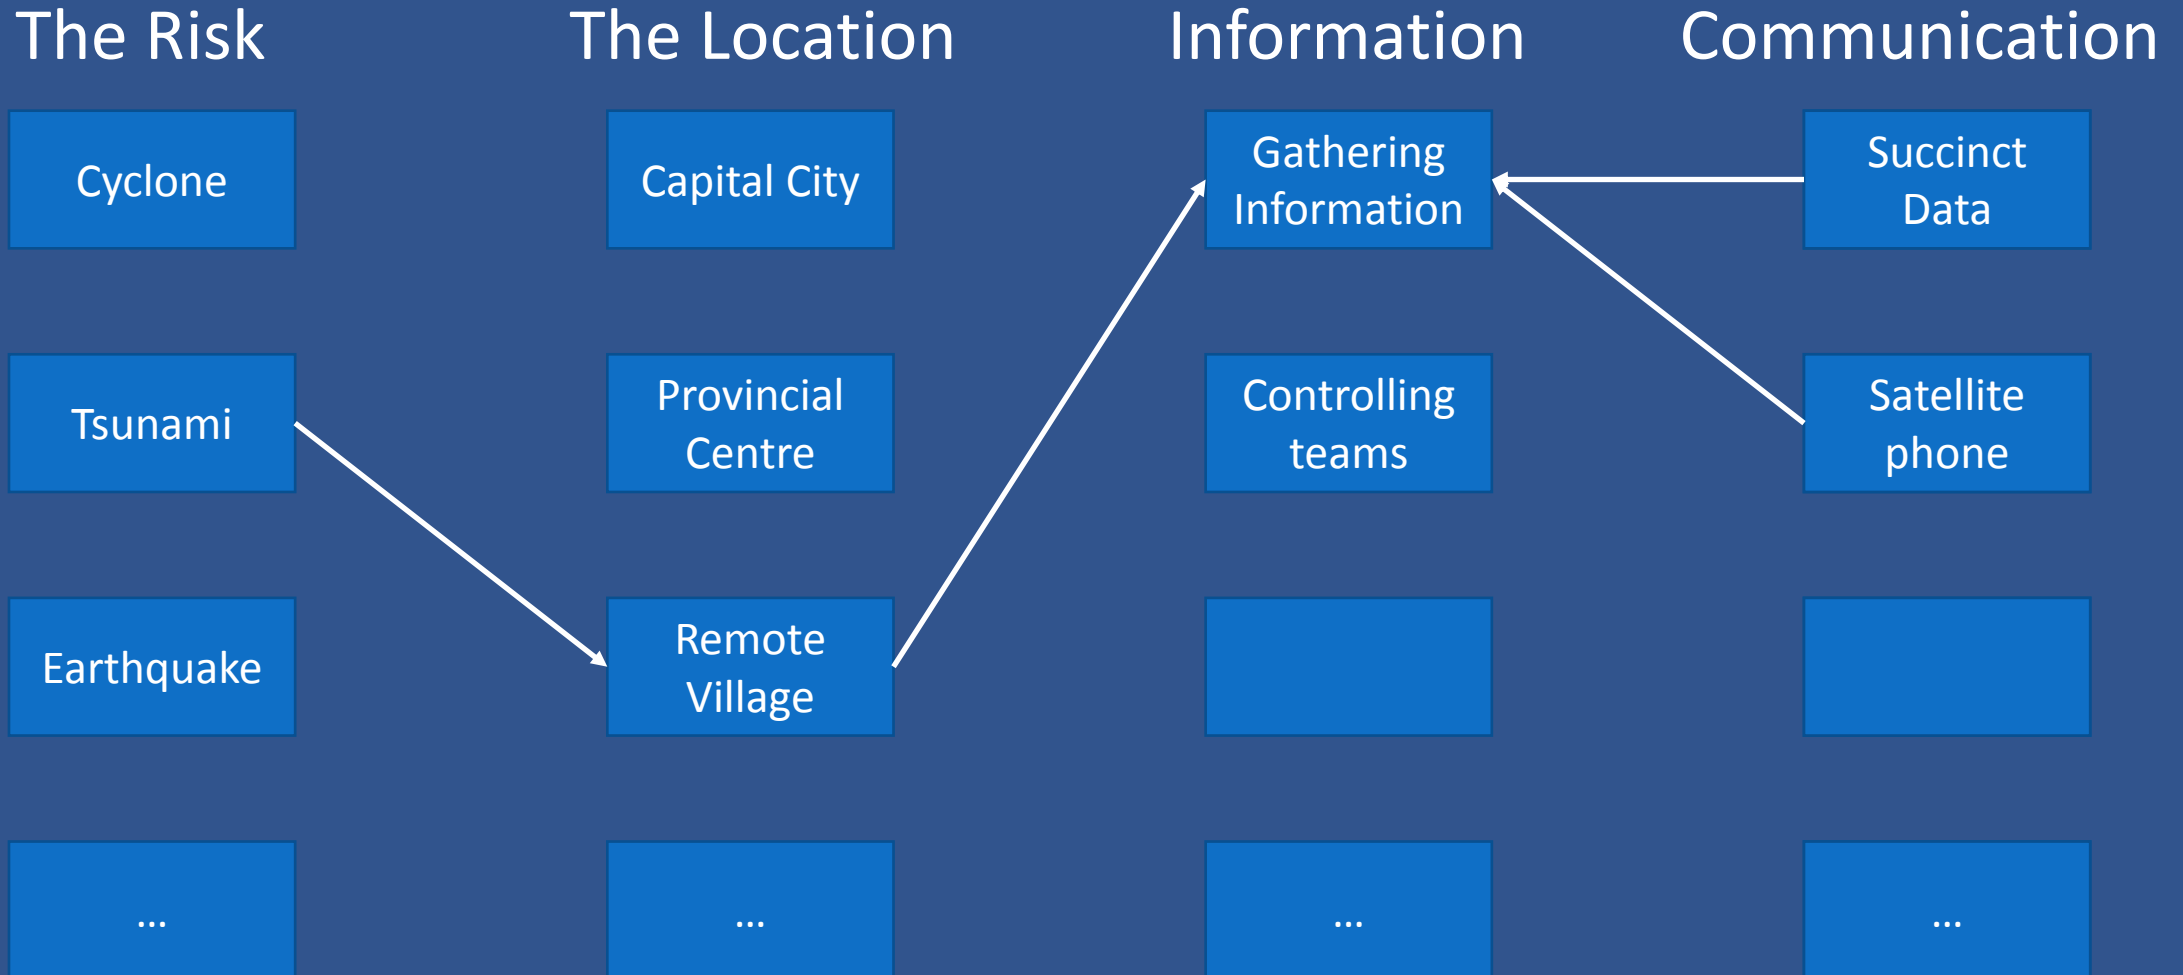 The Risk
The Location
Information
Communication
Cyclone
Capital City
Gathering
Information
Succinct
Data
Tsunami
Provincial
Centre
Controlling
teams
Satellite
phone
Earthquake
Remote
Village
...
...
...
...